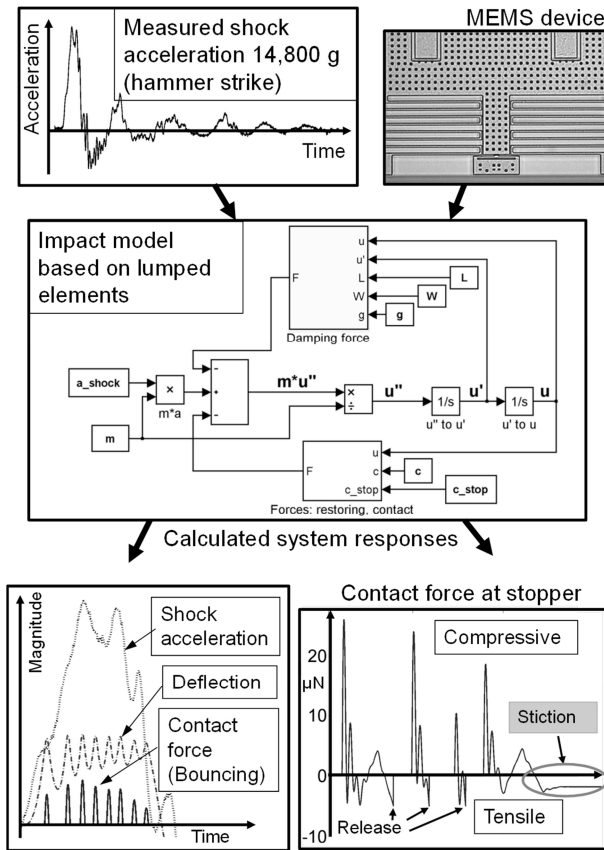 Measured shock
acceleration 14,800 g
(hammer strike)
Acceleration
Time
MEMS device
Impact model
based on lumped
elements
u
u'
L
W
g
F
L
W
g
Damping force
a_shock
×
m*a
m
−
+
−
m*u''
×
÷
u''
1/s
u'' to u'
u'
1/s
u' to u
u
F
u
c
c_stop
c
c_stop
Forces: restoring, contact
Calculated system responses
Magnitude
Shock
acceleration
Deflection
Contact
force
(Bouncing)
Time
Contact force at stopper
20
µN
10
0
-10
Compressive
Stiction
Release
Tensile